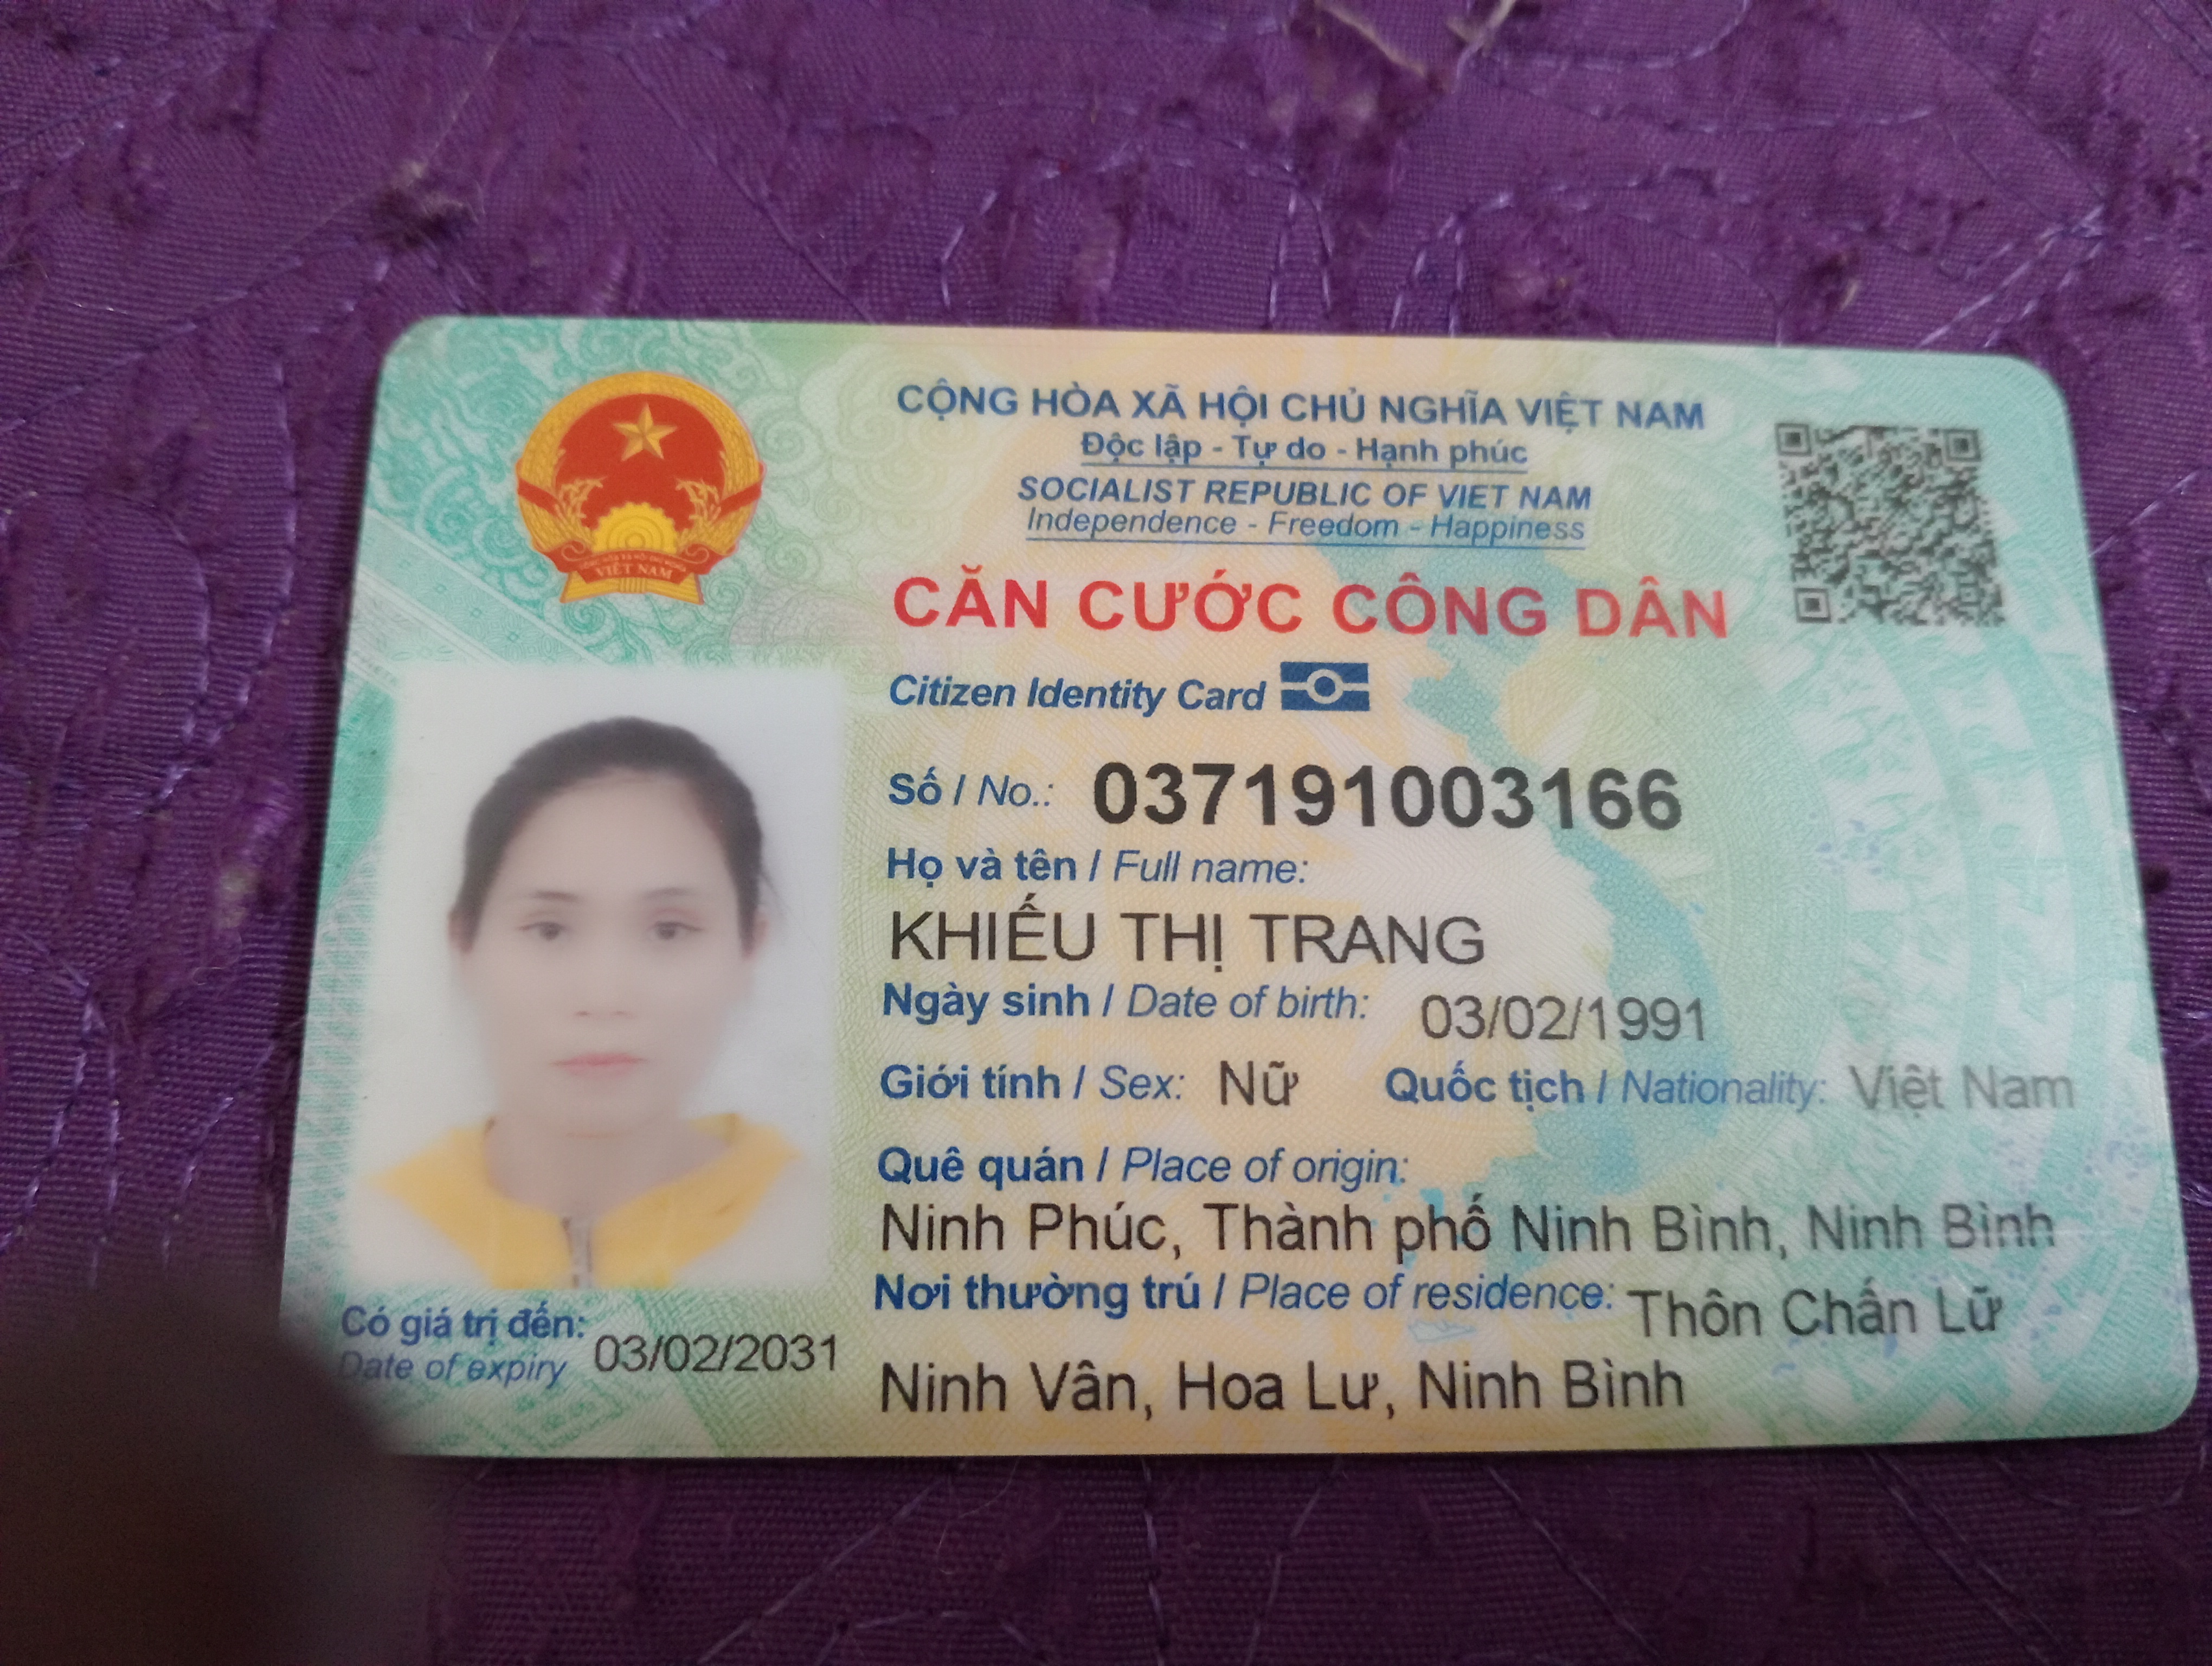 CỘNG HÒA XÃ HỘI CHỦ NGHĨA VIỆT NAM
Độc lập - Tự do - Hạnh phúc
SOCIALIST REPUBLIC OF VIET NAM
Independence - Freedom - Happiness
CĂN CƯỚC CÔNG DÂN
Citizen Identity Card
Số / No.: 037191003166
Họ và tên / Full name:
KHIẾU THỊ TRANG
Ngày sinh / Date of birth: 03/02/1991
Giới tính / Sex: Nữ Quốc tịch / Nationality: Việt Nam
Quê quán / Place of origin:
Ninh Phúc, Thành phố Ninh Bình, Ninh Bình
Nơi thường trú / Place of residence: Thôn Chấn Lữ
Ninh Vân, Hoa Lư, Ninh Bình
Có giá trị đến: 03/02/2031
Date of expiry
VIỆT NAM